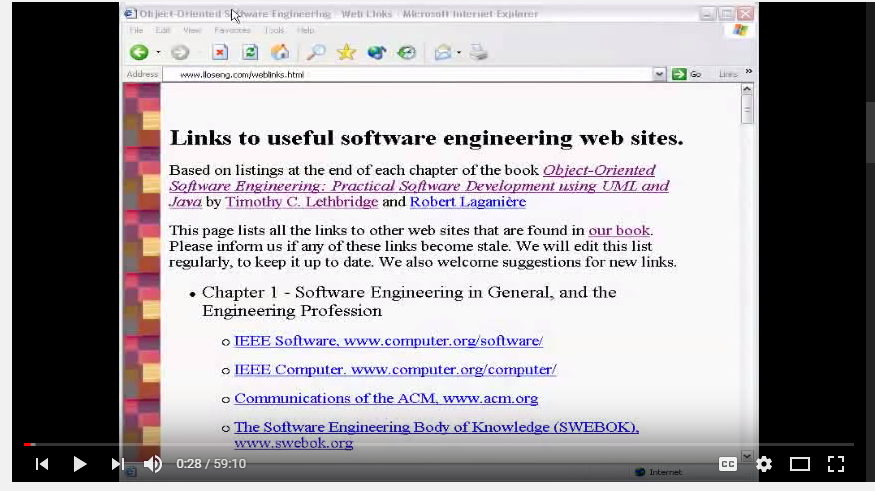 Object-Oriented Software Engineering - Web Links - Microsoft Internet Explorer
File Edit View Favorites Tools Help
Address www.lloseng.com/weblinks.html Go Links »
Links to useful software engineering web sites.
Based on listings at the end of each chapter of the book Object-Oriented
Software Engineering: Practical Software Development using UML and
Java by Timothy C. Lethbridge and Robert Laganière
This page lists all the links to other web sites that are found in our book.
Please inform us if any of these links become stale. We will edit this list
regularly, to keep it up to date. We also welcome suggestions for new links.
• Chapter 1 - Software Engineering in General, and the
Engineering Profession
o IEEE Software, www.computer.org/software/
o IEEE Computer. www.computer.org/computer/
o Communications of the ACM, www.acm.org
o The Software Engineering Body of Knowledge (SWEBOK),
www.swebok.org
0:28 / 59:10
CC
Internet